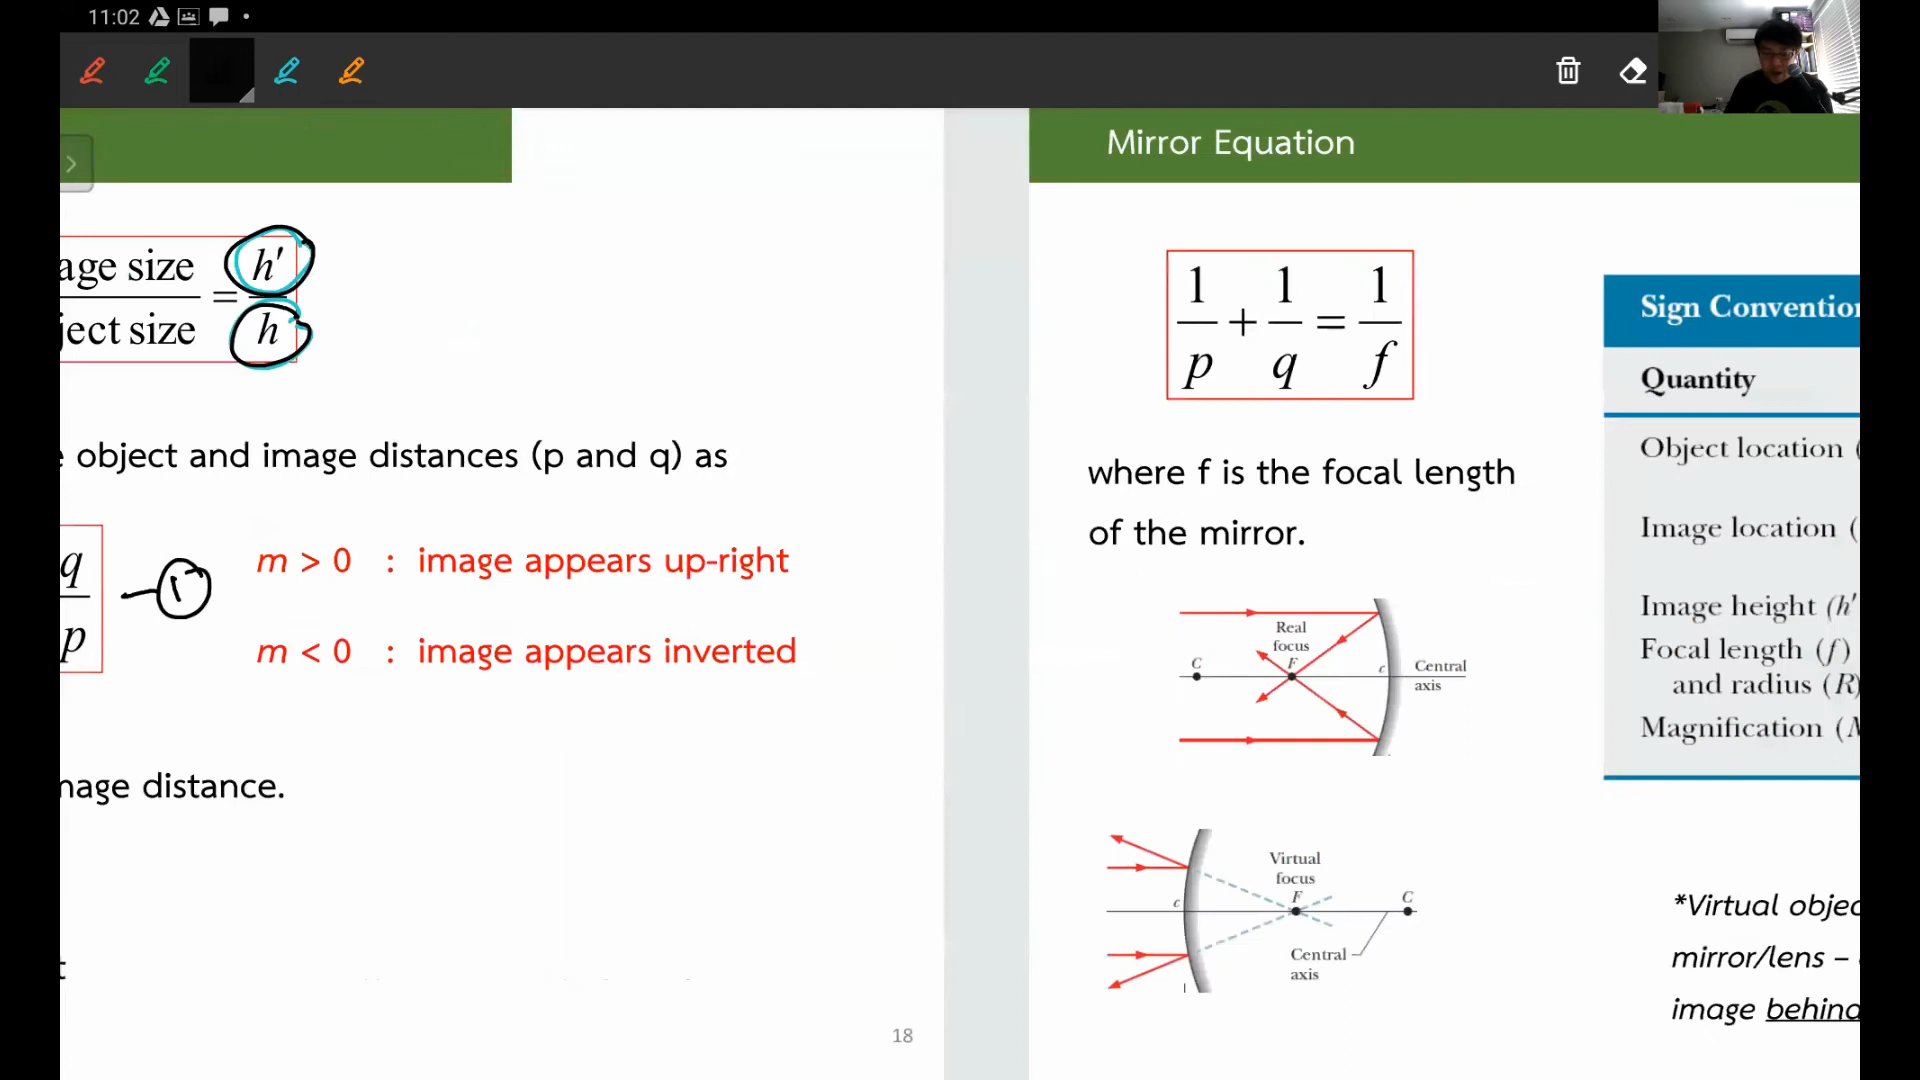 11:02
age size
= h'
ject size
h
object and image distances (p and q) as
q
p
1
m > 0 : image appears up-right
m < 0 : image appears inverted
mage distance.
18
Mirror Equation
1/p + 1/q = 1/f
where f is the focal length
of the mirror.
Real
focus
C
F
c
Central
axis
Virtual
focus
c
F
C
Central
axis
Sign Convention
Quantity
Object location (
Image location (
Image height (h'
Focal length (f)
and radius (R)
Magnification (M
*Virtual objec
mirror/lens –
image behind